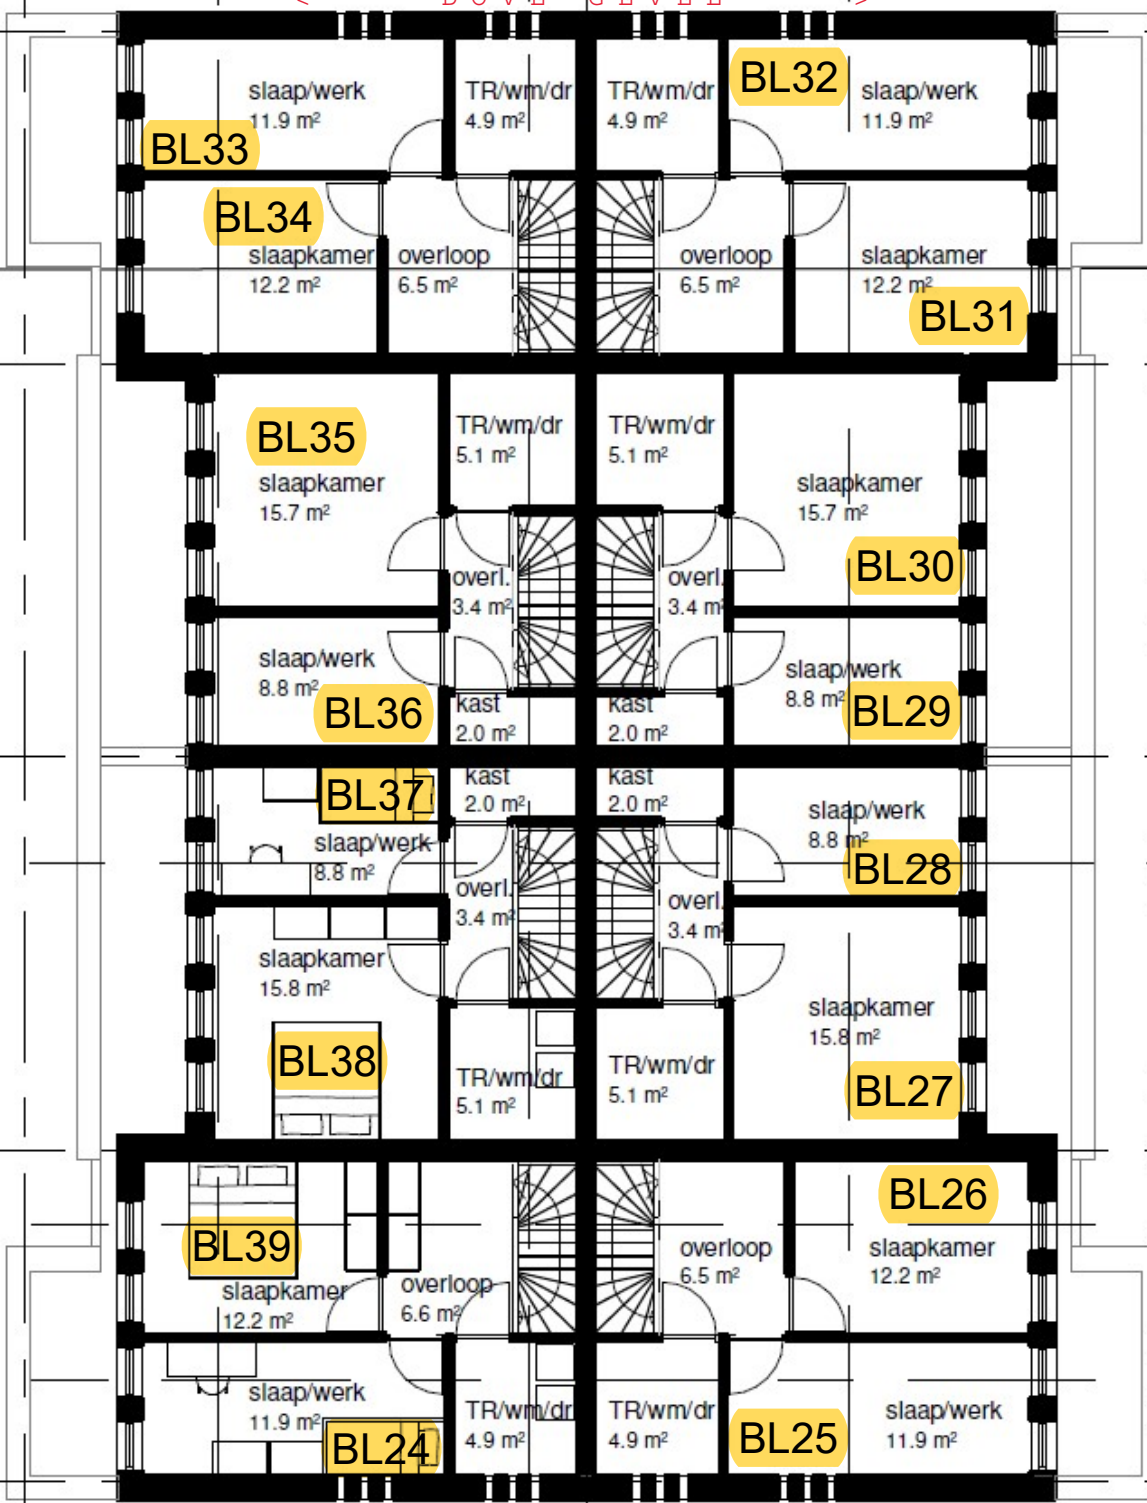 < DOVE GEVEL >
slaap/werk
11.9 m²
BL33
TR/wm/dr
4.9 m²
TR/wm/dr
4.9 m²
BL32
slaap/werk
11.9 m²
BL34
slaapkamer
12.2 m²
overloop
6.5 m²
overloop
6.5 m²
slaapkamer
12.2 m²
BL31
BL35
slaapkamer
15.7 m²
TR/wm/dr
5.1 m²
TR/wm/dr
5.1 m²
slaapkamer
15.7 m²
BL30
overl.
3.4 m²
overl.
3.4 m²
slaap/werk
8.8 m²
BL36
kast
2.0 m²
kast
2.0 m²
slaap/werk
8.8 m²
BL29
BL37
slaap/werk
8.8 m²
kast
2.0 m²
kast
2.0 m²
slaap/werk
8.8 m²
BL28
overl.
3.4 m²
overl.
3.4 m²
slaapkamer
15.8 m²
BL38
TR/wm/dr
5.1 m²
TR/wm/dr
5.1 m²
slaapkamer
15.8 m²
BL27
BL39
slaapkamer
12.2 m²
overloop
6.6 m²
overloop
6.5 m²
BL26
slaapkamer
12.2 m²
slaap/werk
11.9 m²
BL24
TR/wm/dr
4.9 m²
TR/wm/dr
4.9 m²
BL25
slaap/werk
11.9 m²